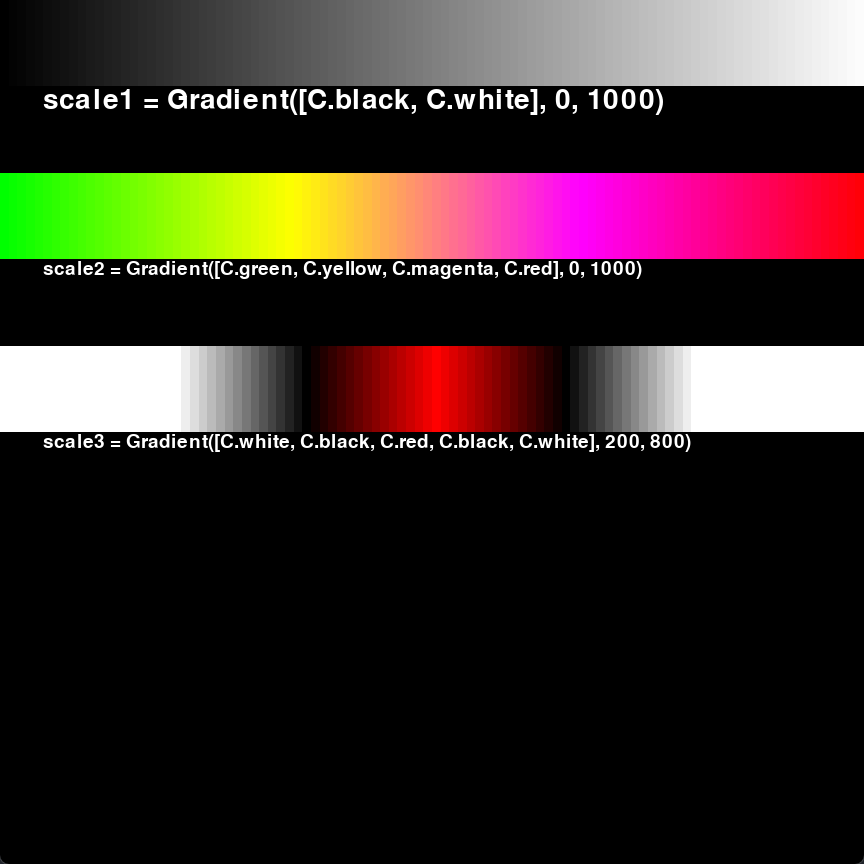 scale1 = Gradient([C.black, C.white], 0, 1000)
scale2 = Gradient([C.green, C.yellow, C.magenta, C.red], 0, 1000)
scale3 = Gradient([C.white, C.black, C.red, C.black, C.white], 200, 800)